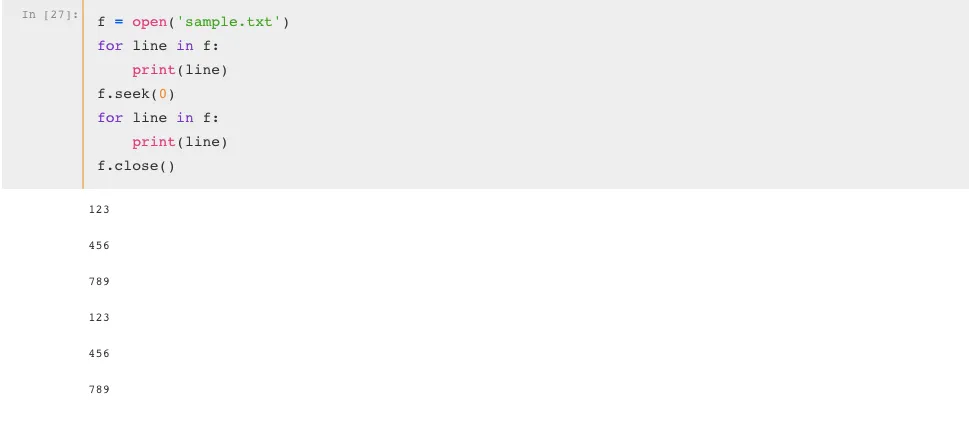 In [27]:
f = open('sample.txt')
for line in f:
    print(line)
f.seek(0)
for line in f:
    print(line)
f.close()
123
456
789
123
456
789